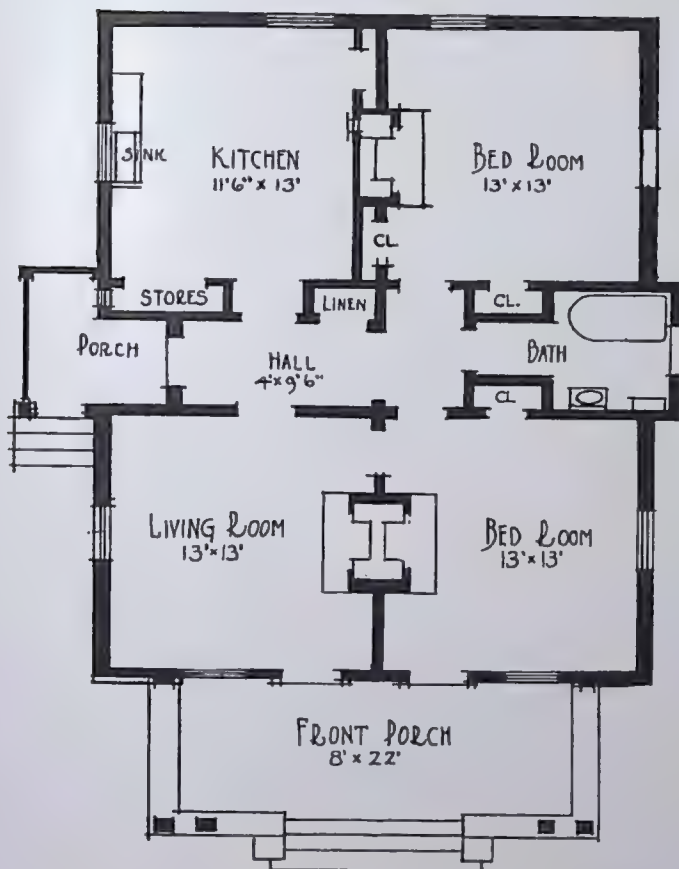 SINK
KITCHEN
11'6" x 13'
BED ROOM
13' x 13'
CL.
STORES
LINEN
CL.
PORCH
HALL
4' x 9'6"
BATH
CL
LIVING ROOM
13' x 13'
BED ROOM
13' x 13'
FRONT PORCH
8' x 22'